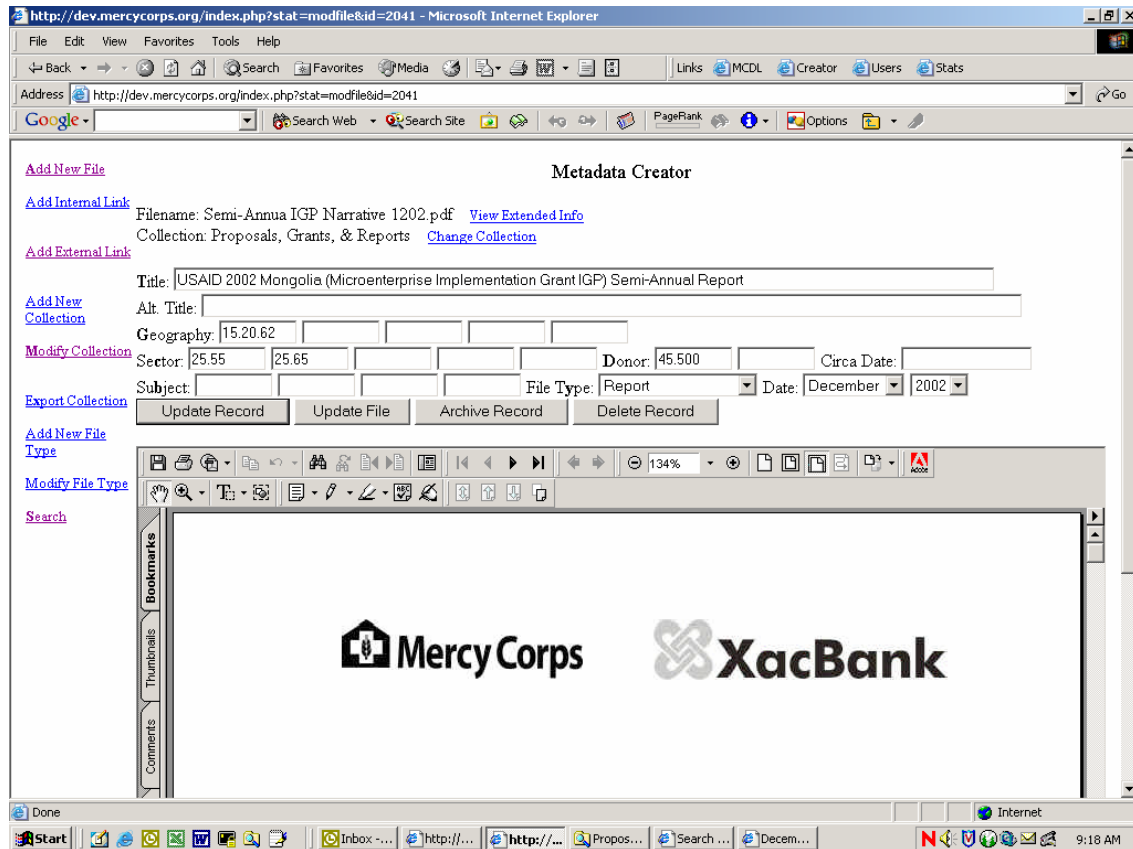 http://dev.mercycorps.org/index.php?stat=modfile&id=2041 - Microsoft Internet Explorer
File Edit View Favorites Tools Help
Back Search Favorites Media Links MCDL Creator Users Stats
Address http://dev.mercycorps.org/index.php?stat=modfile&id=2041 Go
Google Search Web Search Site PageRank Options
Metadata Creator
Add New File
Add Internal Link
Add External Link
Add New
Collection
Modify Collection
Export Collection
Add New File
Type
Modify File Type
Search
Filename: Semi-Annua IGP Narrative 1202.pdf View Extended Info
Collection: Proposals, Grants, & Reports Change Collection
Title: USAID 2002 Mongolia (Microenterprise Implementation Grant IGP) Semi-Annual Report
Alt. Title:
Geography: 15.20.62
Sector: 25.55 25.65 Donor: 45.500 Circa Date:
Subject: File Type: Report Date: December 2002
Update Record Update File Archive Record Delete Record
134% Adobe
Bookmarks
Thumbnails
Comments
Mercy Corps XacBank
Done Internet
Start Inbox -... http://... http://... Propos... Search ... Decem... 9:18 AM